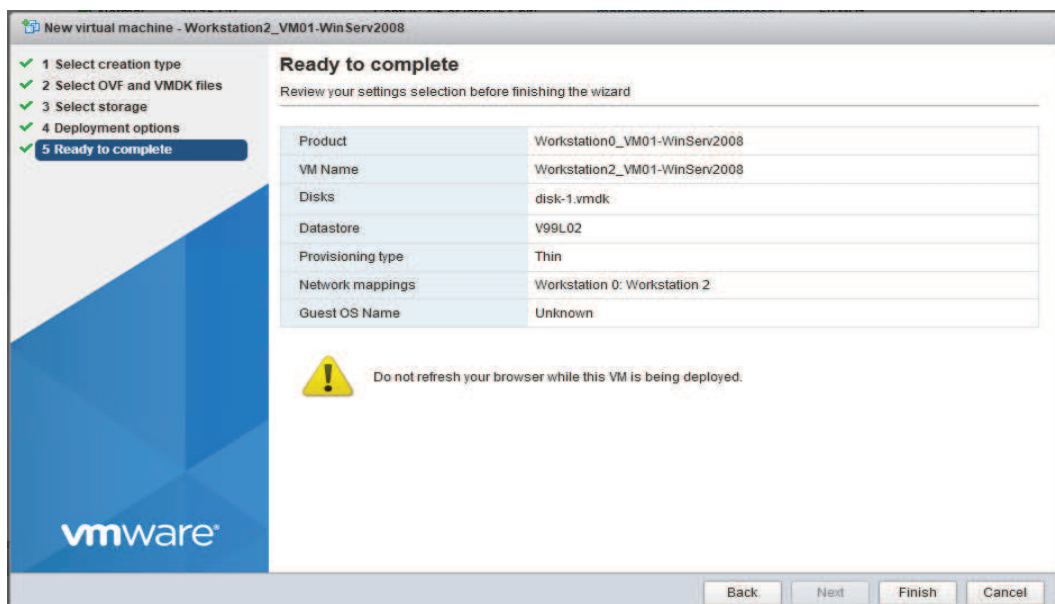 New virtual machine - Workstation2_VM01-WinServ2008
1 Select creation type
2 Select OVF and VMDK files
3 Select storage
4 Deployment options
5 Ready to complete
Ready to complete
Review your settings selection before finishing the wizard
Product Workstation0_VM01-WinServ2008
VM Name Workstation2_VM01-WinServ2008
Disks disk-1.vmdk
Datastore V99L02
Provisioning type Thin
Network mappings Workstation 0: Workstation 2
Guest OS Name Unknown
Do not refresh your browser while this VM is being deployed.
vmware®
Back Next Finish Cancel